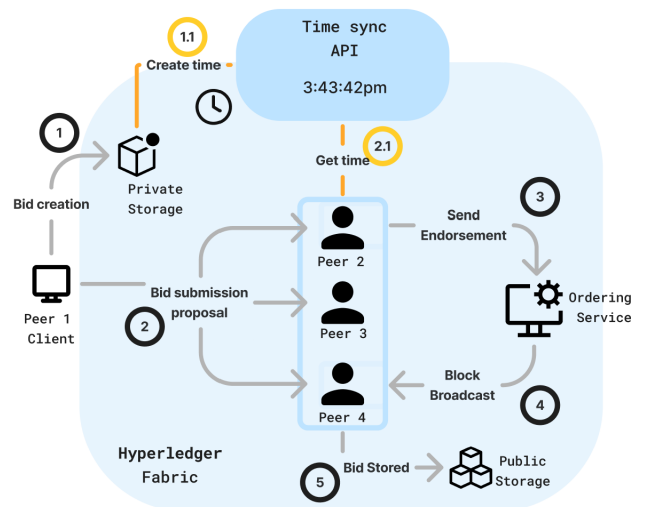 1.1
Time sync
API
3:43:42pm
Create time
1
2.1
Get time
Private
Storage
Bid creation
3
Send
Endorsement
Peer 2
Peer 1
Client
Bid submission
proposal
2
Peer 3
Ordering
Service
Peer 4
Block
Broadcast
4
Hyperledger
Fabric
5
Bid Stored
Public
Storage